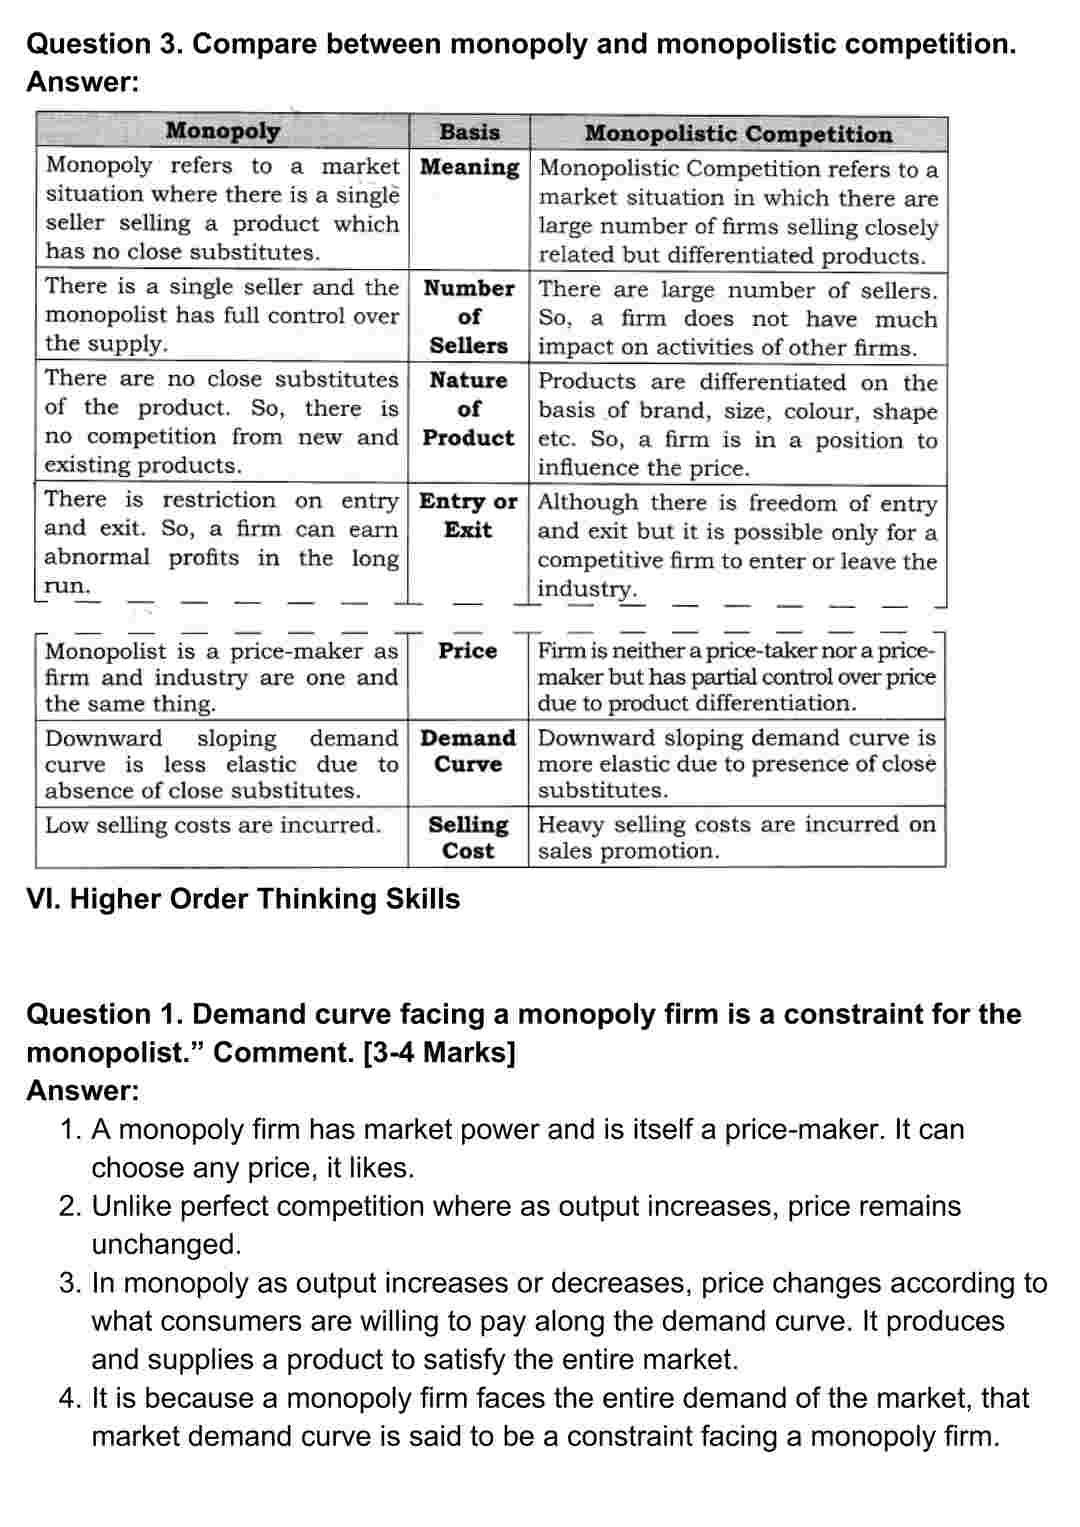 Question 3. Compare between monopoly and monopolistic competition.
Answer:
Monopoly Basis Monopolistic Competition
Monopoly refers to a market
situation where there is a single
seller selling a product which
has no close substitutes.
Meaning
Monopolistic Competition refers to a
market situation in which there are
large number of firms selling closely
related but differentiated products.
There is a single seller and the
monopolist has full control over
the supply.
Number
of
Sellers
There are large number of sellers.
So, a firm does not have much
impact on activities of other firms.
There are no close substitutes
of the product. So, there is
no competition from new and
existing products.
Nature
of
Product
Products are differentiated on the
basis of brand, size, colour, shape
etc. So, a firm is in a position to
influence the price.
There is restriction on entry
and exit. So, a firm can earn
abnormal profits in the long
run.
Entry or
Exit
Although there is freedom of entry
and exit but it is possible only for a
competitive firm to enter or leave the
industry.
Monopolist is a price-maker as
firm and industry are one and
the same thing.
Price
Firm is neither a price-taker nor a price-
maker but has partial control over price
due to product differentiation.
Downward sloping demand
curve is less elastic due to
absence of close substitutes.
Demand
Curve
Downward sloping demand curve is
more elastic due to presence of close
substitutes.
Low selling costs are incurred.
Selling
Cost
Heavy selling costs are incurred on
sales promotion.
VI. Higher Order Thinking Skills
Question 1. Demand curve facing a monopoly firm is a constraint for the
monopolist.” Comment. [3-4 Marks]
Answer:
1. A monopoly firm has market power and is itself a price-maker. It can
choose any price, it likes.
2. Unlike perfect competition where as output increases, price remains
unchanged.
3. In monopoly as output increases or decreases, price changes according to
what consumers are willing to pay along the demand curve. It produces
and supplies a product to satisfy the entire market.
4. It is because a monopoly firm faces the entire demand of the market, that
market demand curve is said to be a constraint facing a monopoly firm.